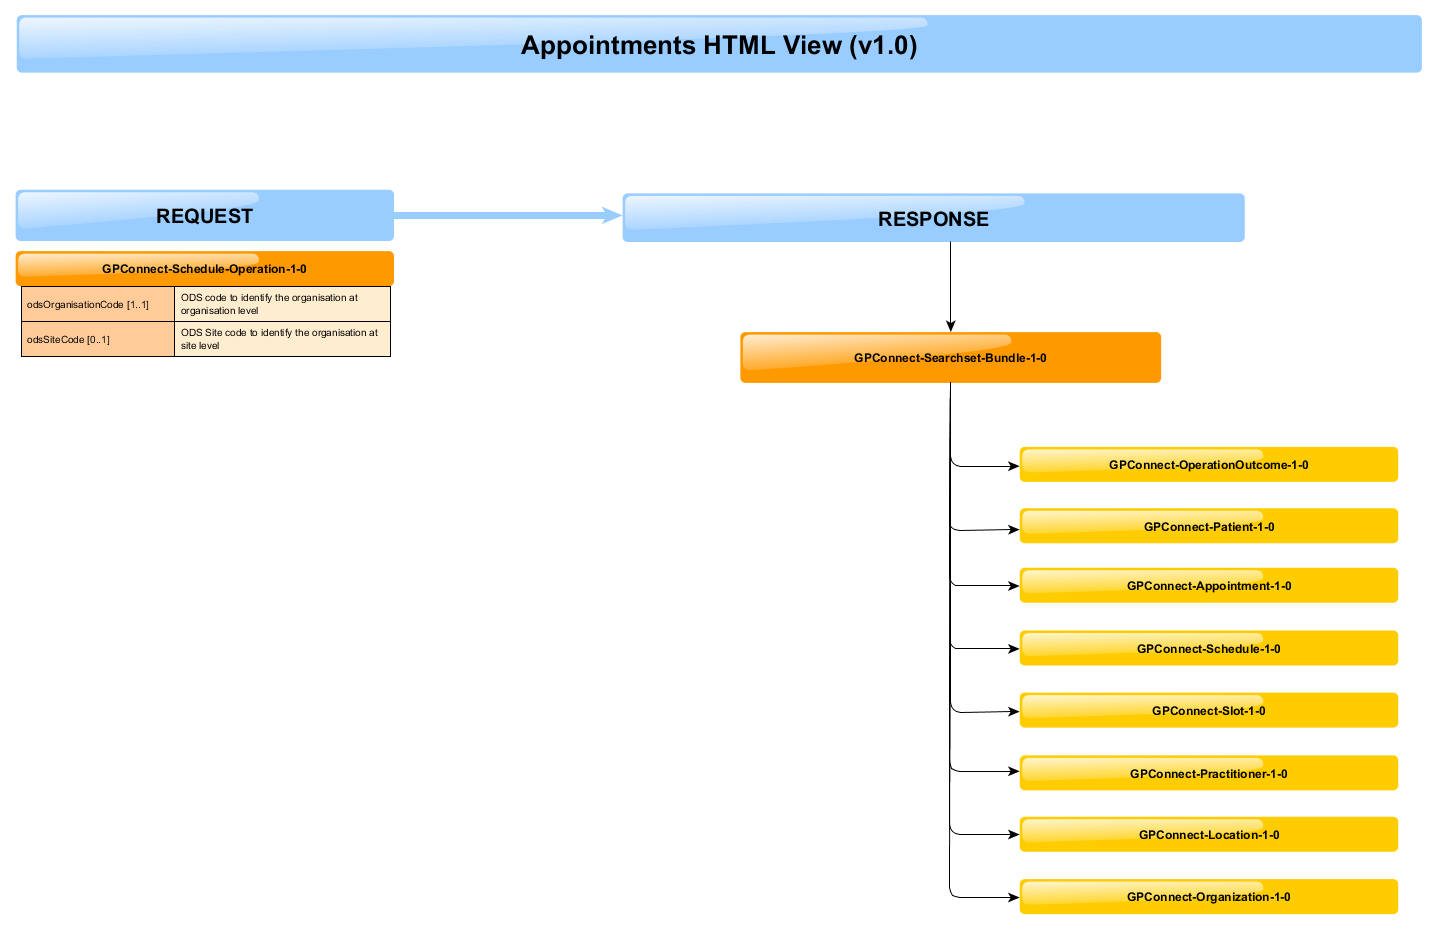 Appointments HTML View (v1.0)
REQUEST
RESPONSE
GPConnect-Schedule-Operation-1-0
odsOrganisationCode [1..1]
ODS code to identify the organisation at
organisation level
odsSiteCode [0..1]
ODS Site code to identify the organisation at
site level
GPConnect-Searchset-Bundle-1-0
GPConnect-OperationOutcome-1-0
GPConnect-Patient-1-0
GPConnect-Appointment-1-0
GPConnect-Schedule-1-0
GPConnect-Slot-1-0
GPConnect-Practitioner-1-0
GPConnect-Location-1-0
GPConnect-Organization-1-0